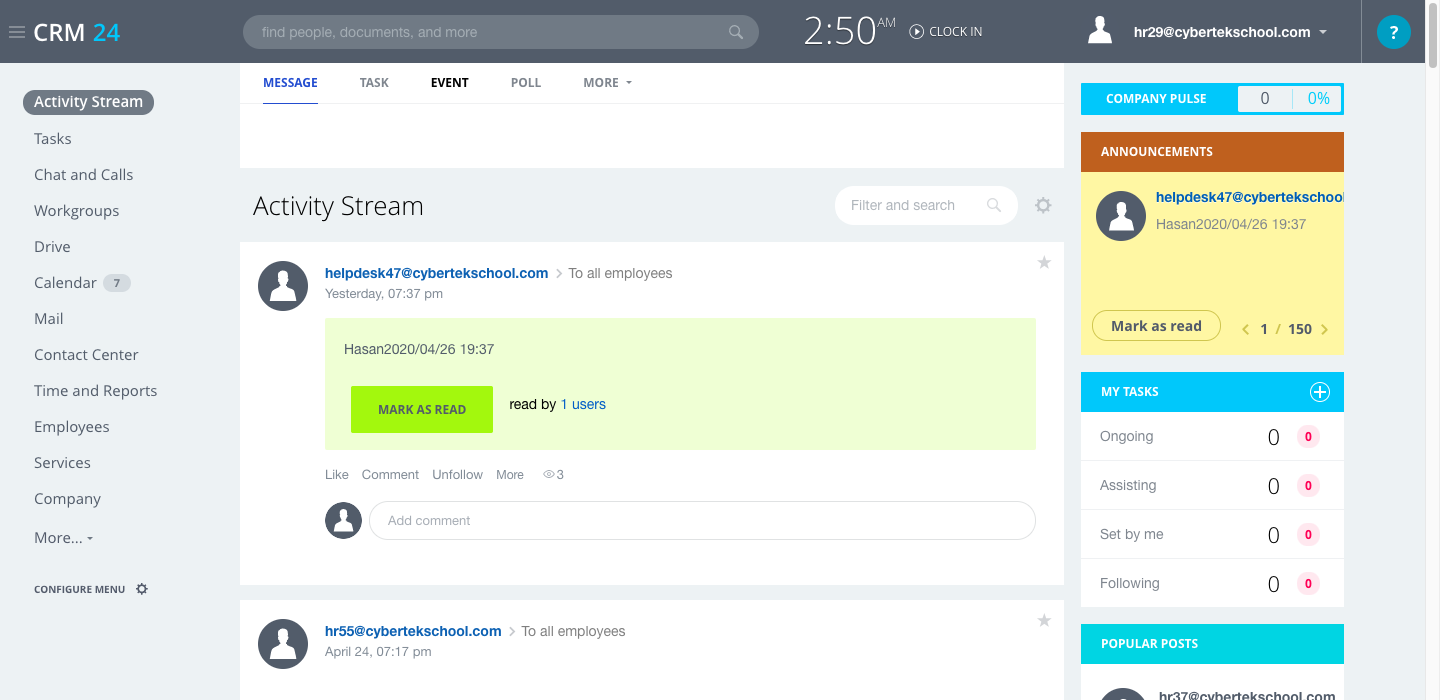 CRM 24
find people, documents, and more
2:50 AM
CLOCK IN
hr29@cybertekschool.com
?
Activity Stream
Tasks
Chat and Calls
Workgroups
Drive
Calendar 7
Mail
Contact Center
Time and Reports
Employees
Services
Company
More...
CONFIGURE MENU
MESSAGE TASK EVENT POLL MORE
Activity Stream
Filter and search
helpdesk47@cybertekschool.com To all employees
Yesterday, 07:37 pm
Hasan2020/04/26 19:37
MARK AS READ read by 1 users
Like Comment Unfollow More 3
Add comment
hr55@cybertekschool.com To all employees
April 24, 07:17 pm
COMPANY PULSE 0 0%
ANNOUNCEMENTS
helpdesk47@cybertekschool
Hasan2020/04/26 19:37
Mark as read 1 / 150
MY TASKS
Ongoing 0 0
Assisting 0 0
Set by me 0 0
Following 0 0
POPULAR POSTS
hr37@cybertekschool.com